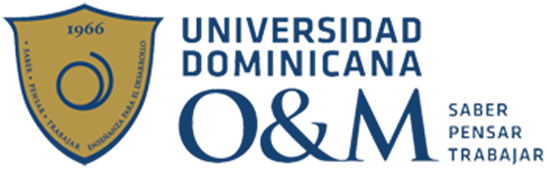 1966
• SABER • PENSAR • TRABAJAR
ENSEÑANZA PARA EL DESARROLLO
UNIVERSIDAD
DOMINICANA
O&M
SABER
PENSAR
TRABAJAR